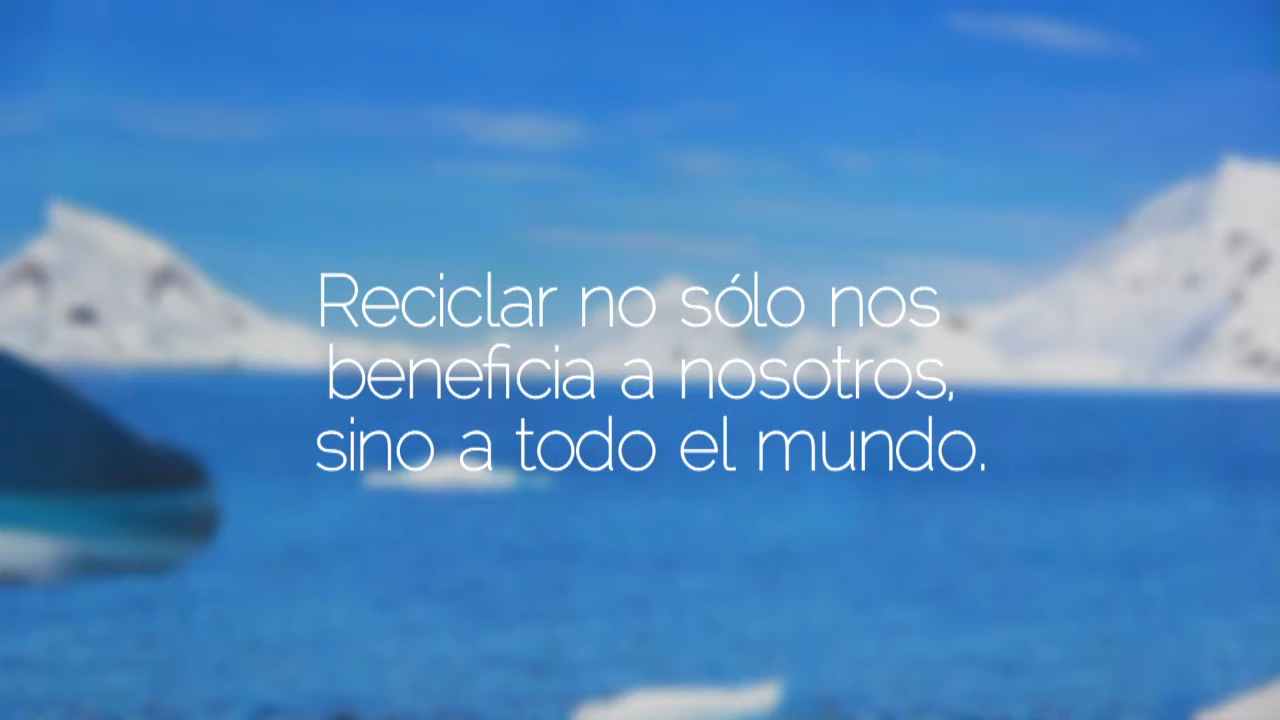 Reciclar no sólo nos
beneficia a nosotros,
sino a todo el mundo.